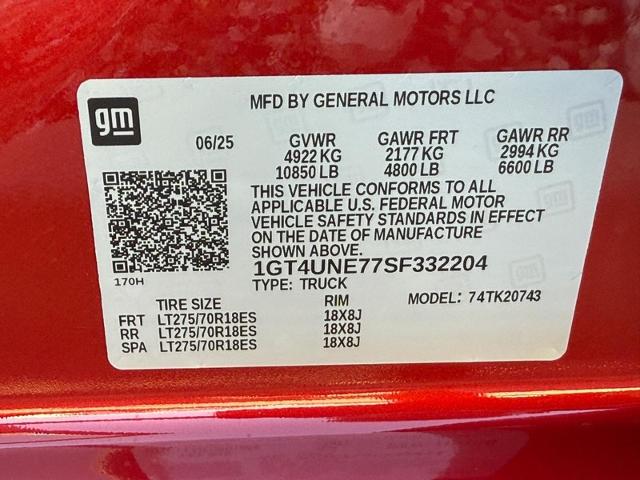 gm
MFD BY GENERAL MOTORS LLC
06/25 GVWR GAWR FRT GAWR RR
4922 KG 2177 KG 2994 KG
10850 LB 4800 LB 6600 LB
THIS VEHICLE CONFORMS TO ALL
APPLICABLE U.S. FEDERAL MOTOR
VEHICLE SAFETY STANDARDS IN EFFECT
ON THE DATE OF MANUFACTURE
SHOWN ABOVE.
170H
1GT4UNE77SF332204
TYPE: TRUCK
TIRE SIZE RIM MODEL: 74TK20743
FRT LT275/70R18ES 18X8J
RR LT275/70R18ES 18X8J
SPA LT275/70R18ES 18X8J